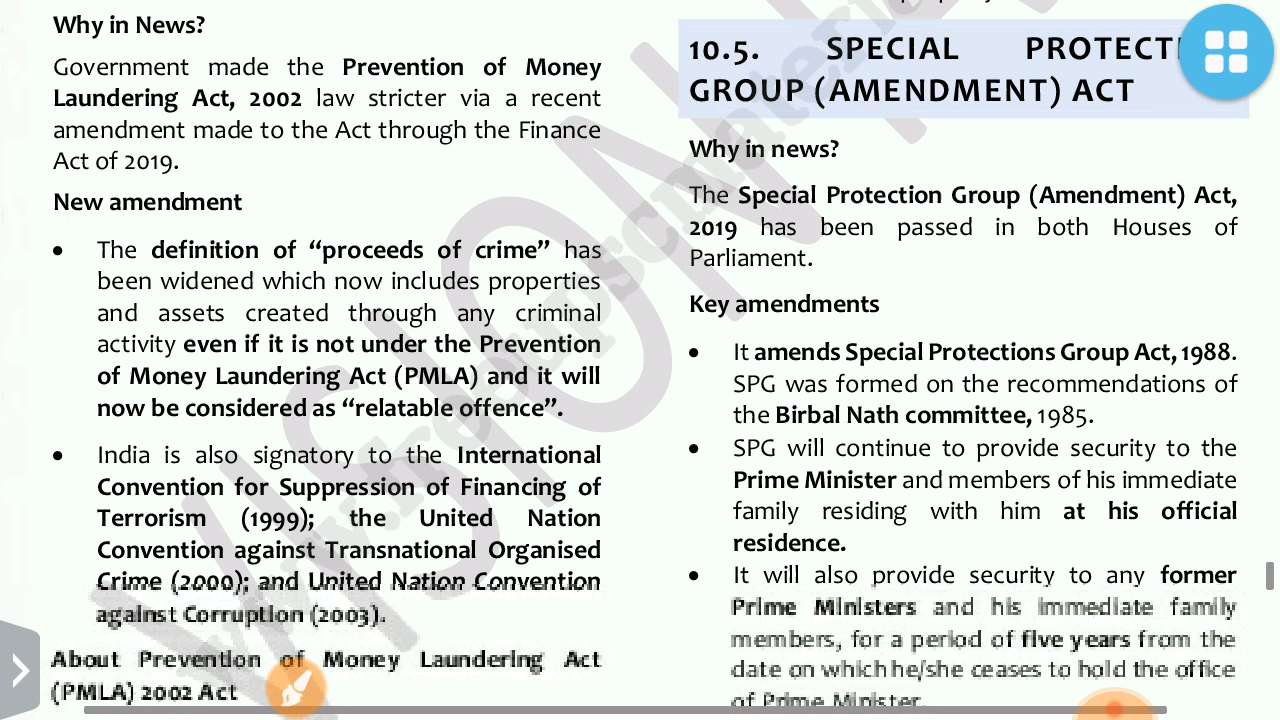 Why in News?
Government made the Prevention of Money
Laundering Act, 2002 law stricter via a recent
amendment made to the Act through the Finance
Act of 2019.
New amendment
• The definition of “proceeds of crime” has
been widened which now includes properties
and assets created through any criminal
activity even if it is not under the Prevention
of Money Laundering Act (PMLA) and it will
now be considered as “relatable offence”.
• India is also signatory to the International
Convention for Suppression of Financing of
Terrorism (1999); the United Nation
Convention against Transnational Organised
Crime (2000); and United Nation Convention
against Corruption (2003).
About Prevention of Money Laundering Act
(PMLA) 2002 Act
10.5. SPECIAL
GROUP (AMENDMENT) ACT
Why in news?
The Special Protection Group (Amendment) Act,
2019 has been passed in both Houses of
Parliament.
Key amendments
• It amends Special Protections Group Act, 1988.
SPG was formed on the recommendations of
the Birbal Nath committee, 1985.
• SPG will continue to provide security to the
Prime Minister and members of his immediate
family residing with him at his official
residence.
• It will also provide security to any former
Prime Ministers and his immediate family
members, for a period of five years from the
date on which he/she ceases to hold the office
of Prime Minister.